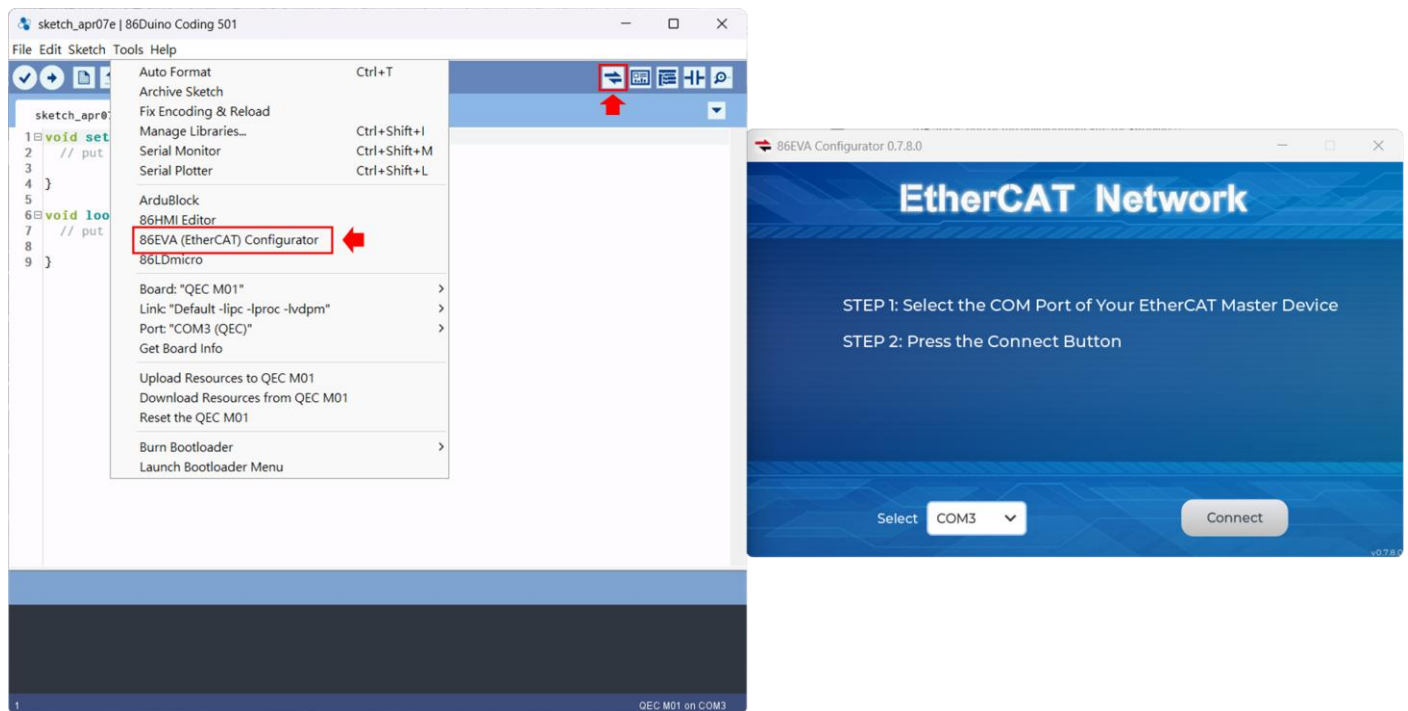 sketch_apr07e | 86Duino Coding 501
File Edit Sketch Tools Help
sketch_apr0
Auto Format Ctrl+T
Archive Sketch
Fix Encoding & Reload
Manage Libraries... Ctrl+Shift+I
Serial Monitor Ctrl+Shift+M
Serial Plotter Ctrl+Shift+L
ArduBlock
86HMI Editor
86EVA (EtherCAT) Configurator
86LDmicro
Board: "QEC M01"
Link: "Default -lipc -lproc -lvdpm"
Port: "COM3 (QEC)"
Get Board Info
Upload Resources to QEC M01
Download Resources from QEC M01
Reset the QEC M01
Burn Bootloader
Launch Bootloader Menu
1 void set
2 // put
3
4 }
5
6 void loo
7 // put
8
9 }
1 QEC M01 on COM3
86EVA Configurator 0.7.8.0
EtherCAT Network
STEP 1: Select the COM Port of Your EtherCAT Master Device
STEP 2: Press the Connect Button
Select COM3 Connect
v0.7.8.0